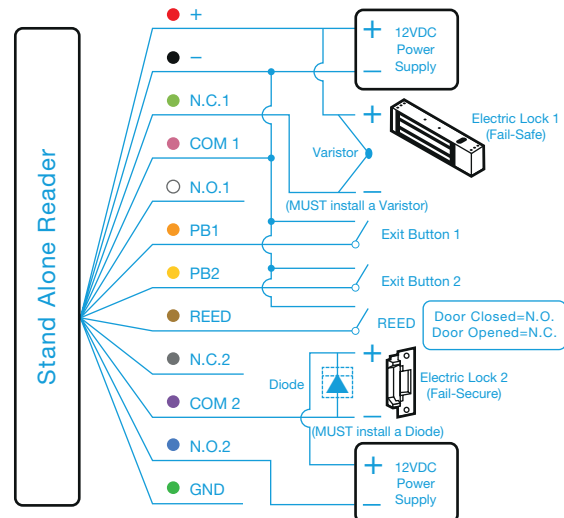 Stand Alone Reader
+
−
N.C.1
COM 1
N.O.1
PB1
PB2
REED
N.C.2
COM 2
N.O.2
GND
+
−
12VDC
Power
Supply
+
−
Varistor
Electric Lock 1
(Fail-Safe)
(MUST install a Varistor)
Exit Button 1
Exit Button 2
REED
Door Closed=N.O.
Door Opened=N.C.
+
−
Diode
Electric Lock 2
(Fail-Secure)
(MUST install a Diode)
+
−
12VDC
Power
Supply